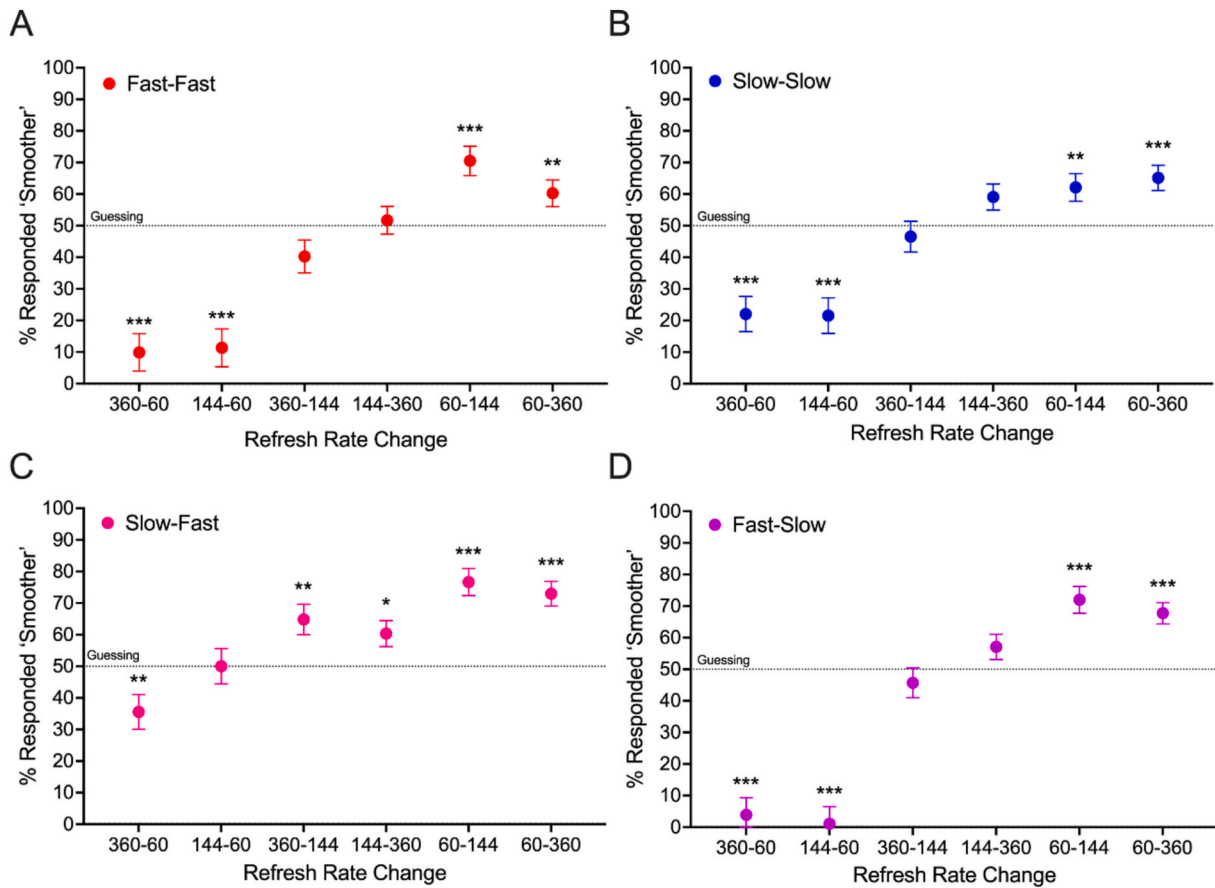 A
% Responded 'Smoother'
100
90
80
70
60
50
40
30
20
10
0
Fast-Fast
Guessing
***
***
***
**
360-60 144-60 360-144 144-360 60-144 60-360
Refresh Rate Change
B
% Responded 'Smoother'
100
90
80
70
60
50
40
30
20
10
0
Slow-Slow
Guessing
***
***
**
***
360-60 144-60 360-144 144-360 60-144 60-360
Refresh Rate Change
C
% Responded 'Smoother'
100
90
80
70
60
50
40
30
20
10
0
Slow-Fast
Guessing
**
**
*
***
***
360-60 144-60 360-144 144-360 60-144 60-360
Refresh Rate Change
D
% Responded 'Smoother'
100
90
80
70
60
50
40
30
20
10
0
Fast-Slow
Guessing
***
***
***
***
360-60 144-60 360-144 144-360 60-144 60-360
Refresh Rate Change